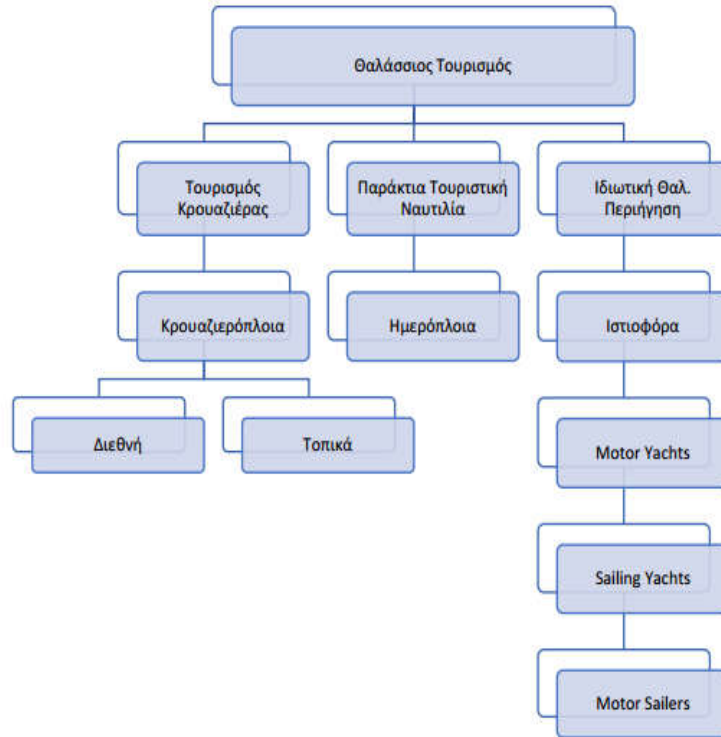 Θαλάσσιος Τουρισμός
Τουρισμός
Κρουαζιέρας
Παράκτια Τουριστική
Ναυτιλία
Ιδιωτική Θαλ.
Περιήγηση
Κρουαζιερόπλοια
Ημερόπλοια
Ιστιοφόρα
Διεθνή
Τοπικά
Motor Yachts
Sailing Yachts
Motor Sailers